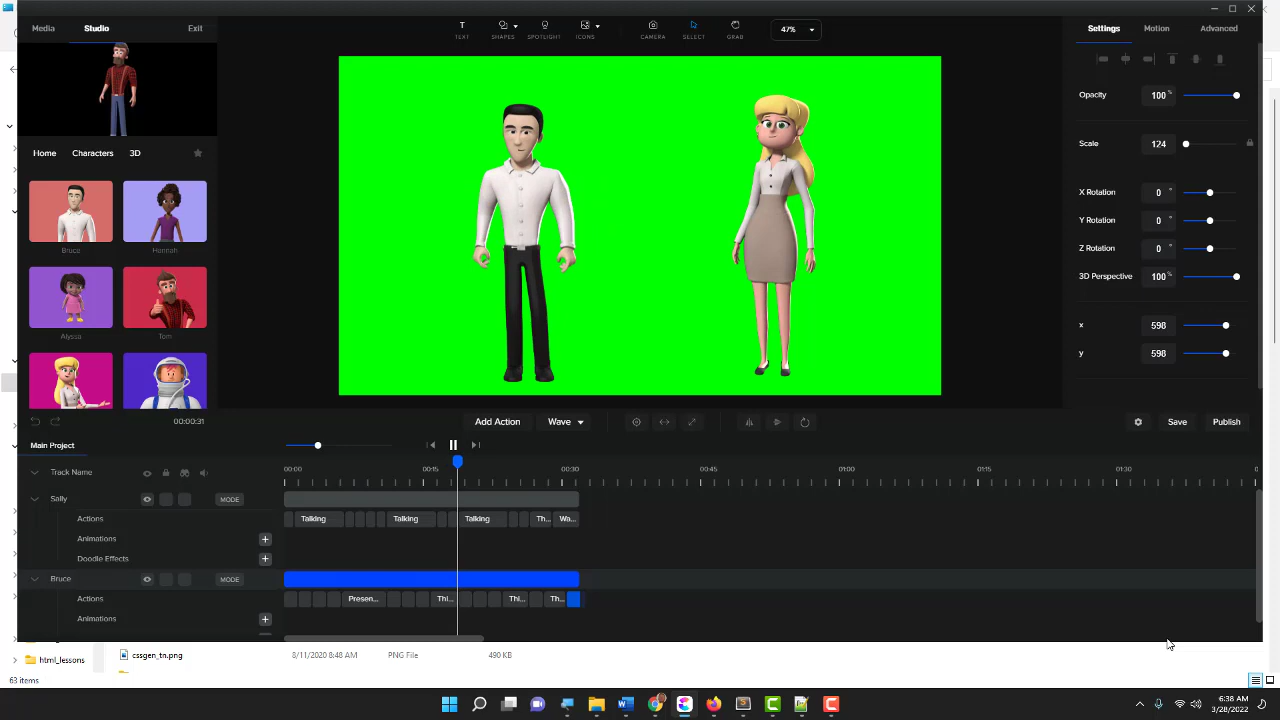 Media Studio Exit
TEXT SHAPES SPOTLIGHT ICONS CAMERA SELECT GRAB 47%
Settings Motion Advanced
Opacity 100 %
Home Characters 3D
Scale 124
X Rotation 0 °
Y Rotation 0 °
Bruce Hannah
Z Rotation 0 °
3D Perspective 100 %
x 598
Alyssa Tom
y 598
00:00:31 Add Action Wave Save Publish
Main Project
Track Name 00:00 00:15 00:30 00:45 01:00 01:15 01:30
Sally MODE
Actions Talking Talking Talking Th... Wa...
Animations +
Doodle Effects +
Bruce MODE
Actions Presen... Thi... Thi... Th...
Animations +
html_lessons cssgen_tn.png 8/11/2020 8:48 AM PNG File 490 KB
63 items
6:38 AM
3/28/2022